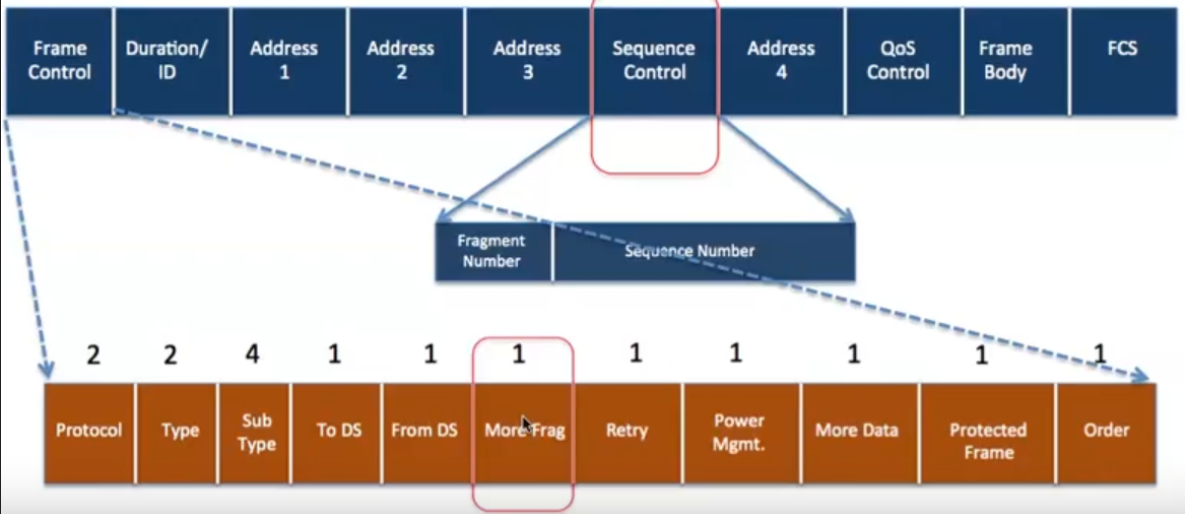 Frame
Control
Duration/
ID
Address
1
Address
2
Address
3
Sequence
Control
Address
4
QoS
Control
Frame
Body
FCS
Fragment
Number
Sequence Number
2
2
4
1
1
1
1
1
1
1
1
Protocol
Type
Sub
Type
To DS
From DS
More Frag
Retry
Power
Mgmt.
More Data
Protected
Frame
Order